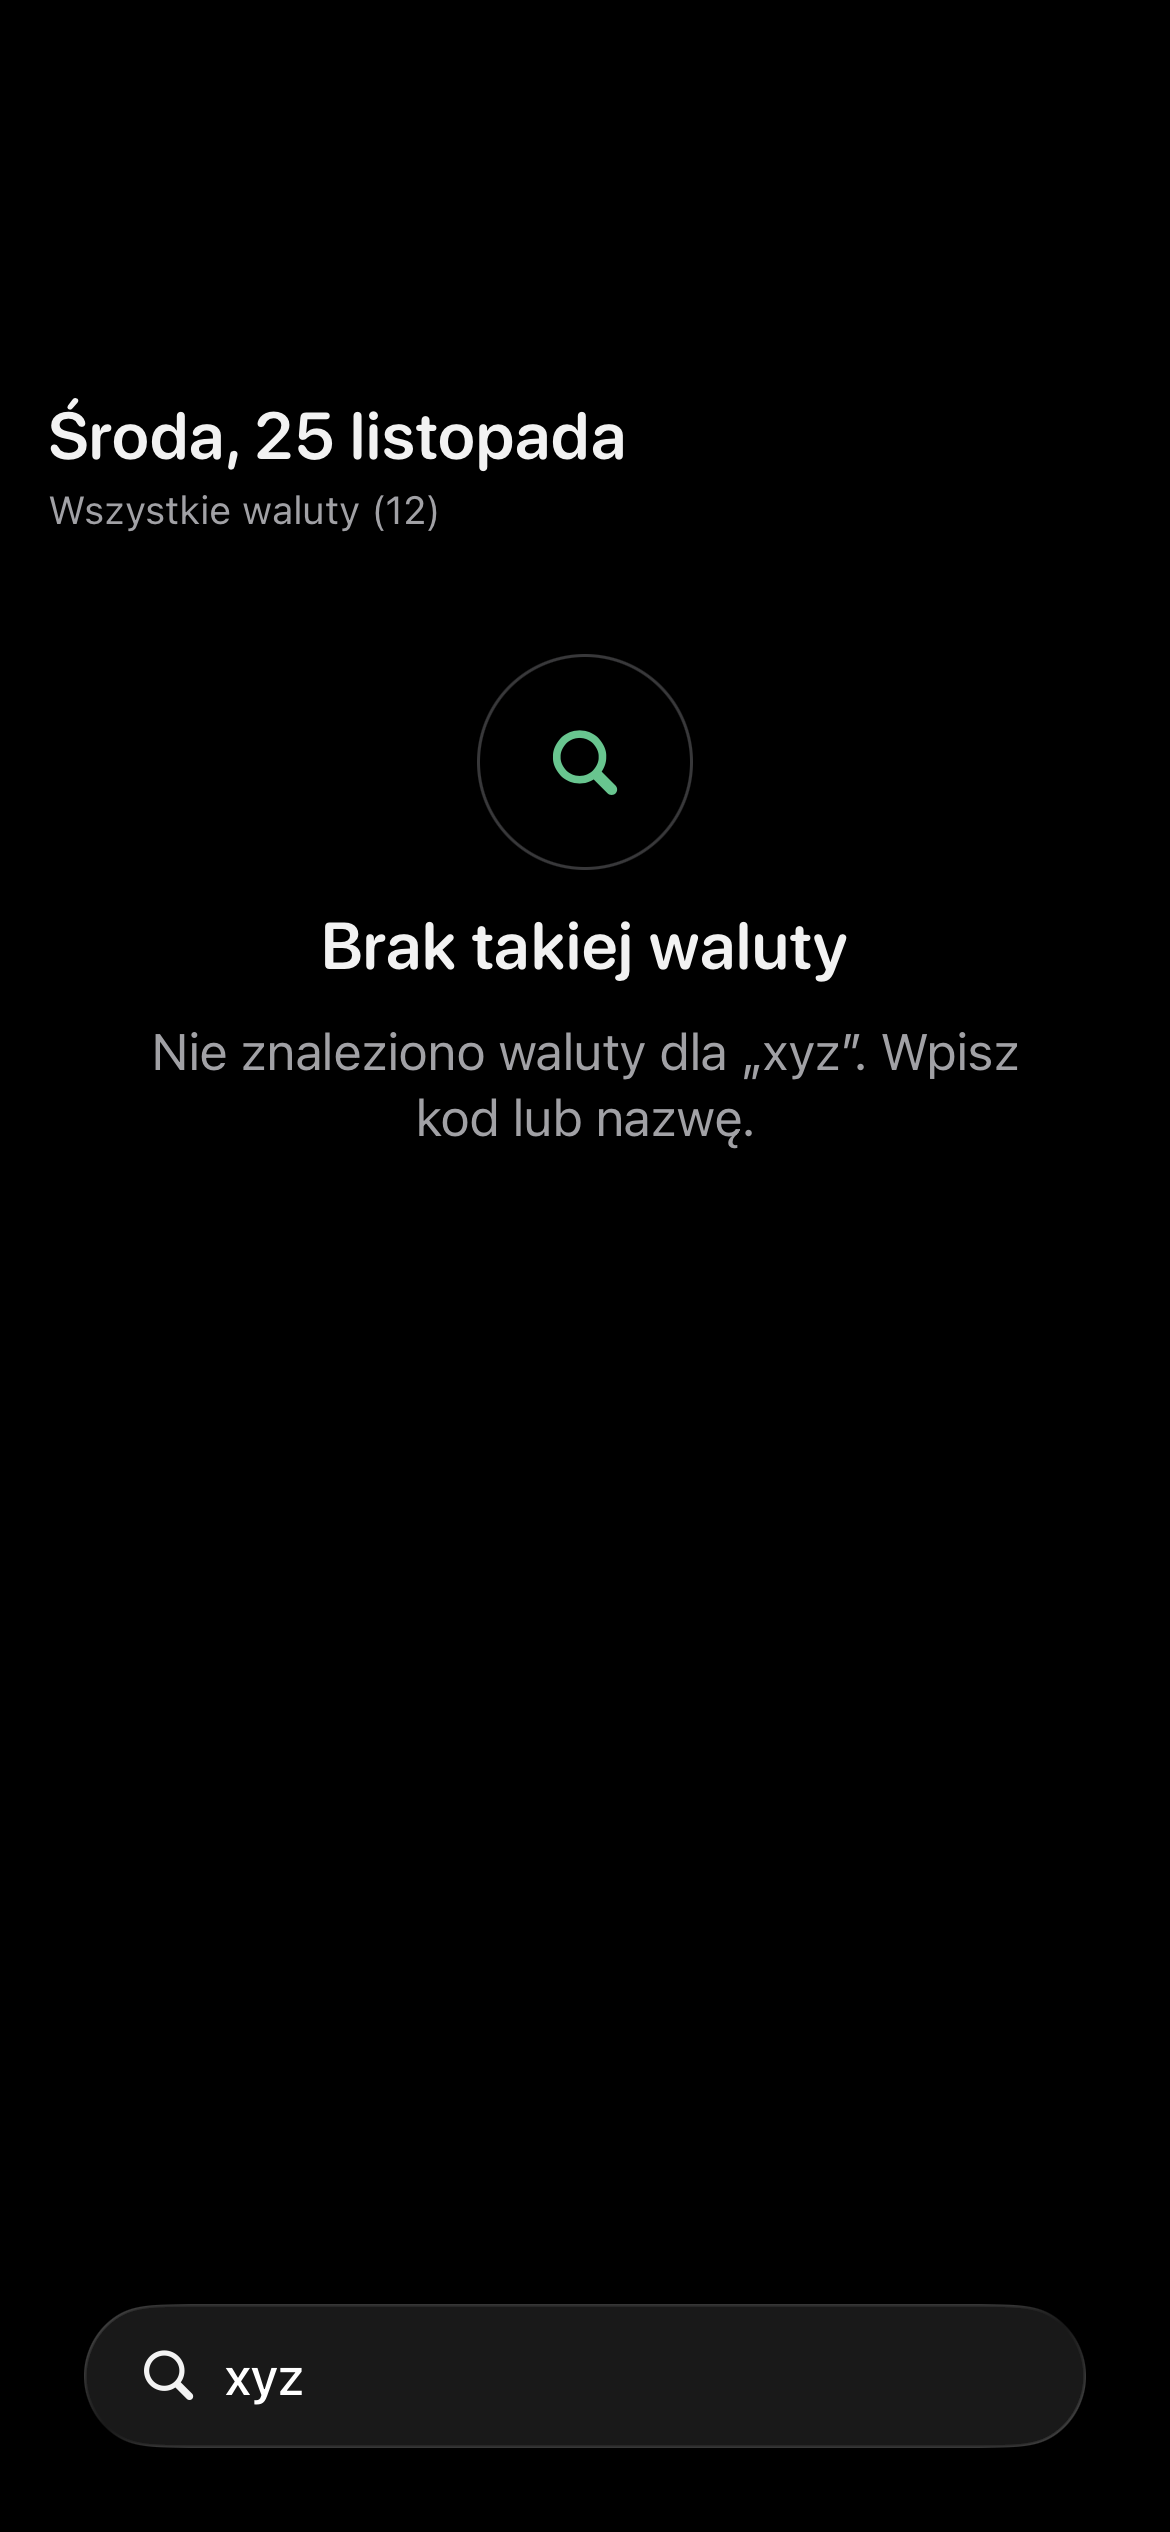 Środa, 25 listopada
Wszystkie waluty (12)
Brak takiej waluty
Nie znaleziono waluty dla „xyz”. Wpisz
kod lub nazwę.
xyz